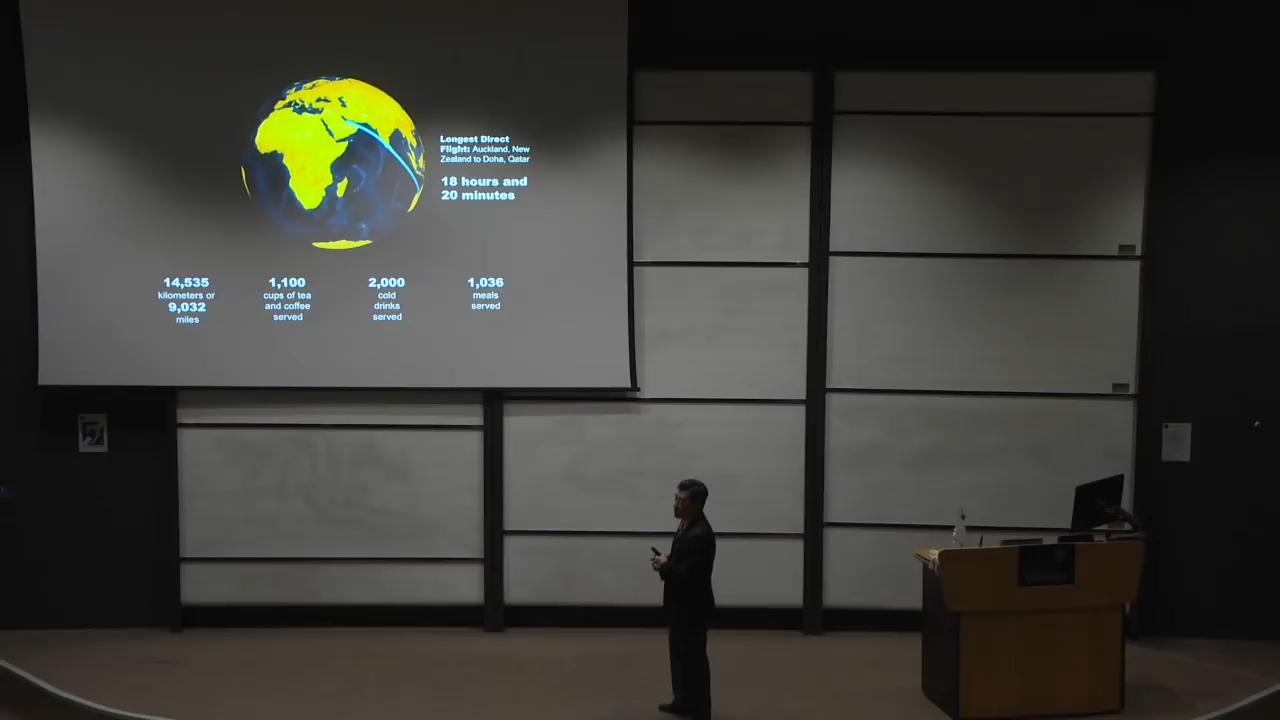 Longest Direct
Flight: Auckland, New
Zealand to Doha, Qatar
18 hours and
20 minutes
14,535
kilometers or
9,032
miles
1,100
cups of tea
and coffee
served
2,000
cold
drinks
served
1,036
meals
served